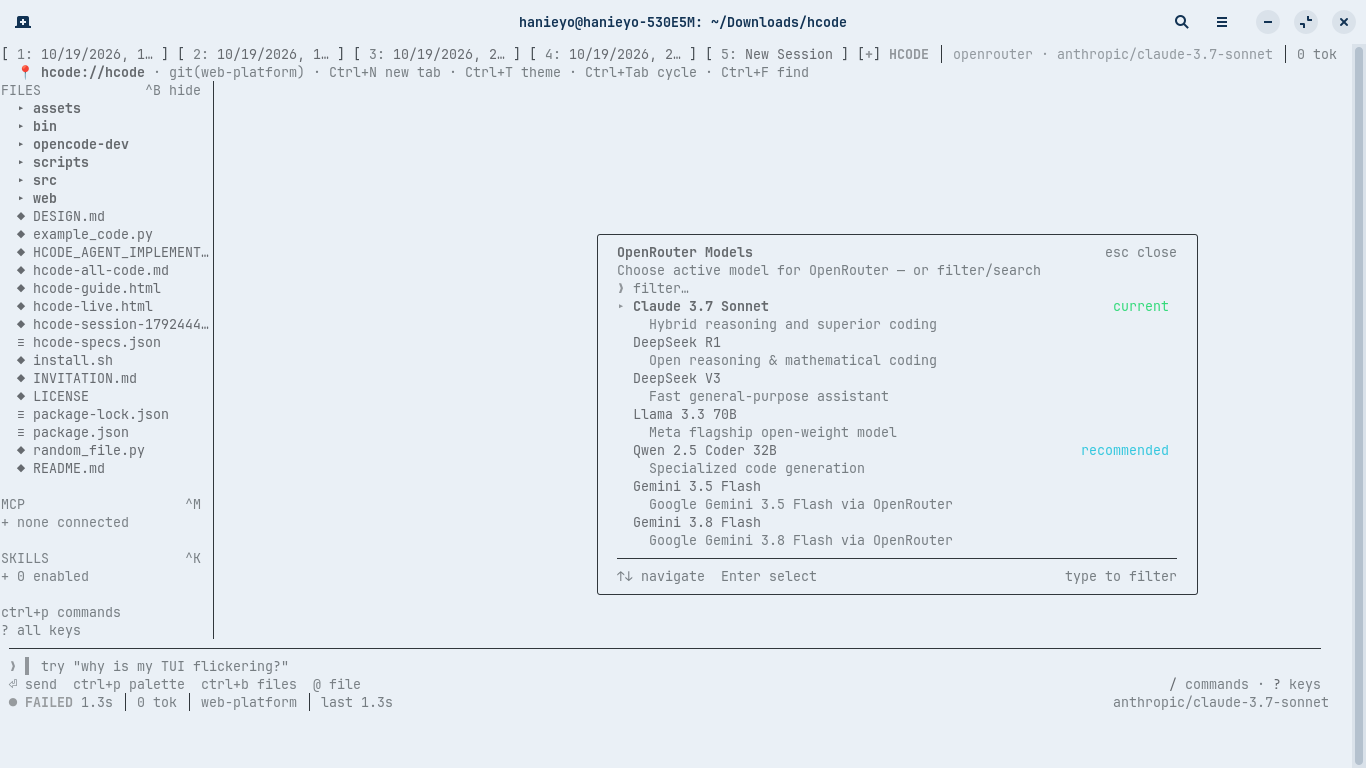 hanieyo@hanieyo-530E5M: ~/Downloads/hcode
[ 1: 10/19/2026, 1… ] [ 2: 10/19/2026, 1… ] [ 3: 10/19/2026, 2… ] [ 4: 10/19/2026, 2… ] [ 5: New Session ] [+] HCODE │ openrouter · anthropic/claude-3.7-sonnet │ 0 tok
📍 hcode://hcode · git(web-platform) · Ctrl+N new tab · Ctrl+T theme · Ctrl+Tab cycle · Ctrl+F find
FILES ^B hide
▸ assets
▸ bin
▸ opencode-dev
▸ scripts
▸ src
▸ web
◆ DESIGN.md
◆ example_code.py
◆ HCODE_AGENT_IMPLEMENT…
◆ hcode-all-code.md
◆ hcode-guide.html
◆ hcode-live.html
◆ hcode-session-1792444…
≡ hcode-specs.json
◆ install.sh
◆ INVITATION.md
◆ LICENSE
≡ package-lock.json
≡ package.json
◆ random_file.py
◆ README.md
MCP ^M
+ none connected
SKILLS ^K
+ 0 enabled
ctrl+p commands
? all keys
OpenRouter Models esc close
Choose active model for OpenRouter — or filter/search
❯ filter…
▸ Claude 3.7 Sonnet current
Hybrid reasoning and superior coding
DeepSeek R1
Open reasoning & mathematical coding
DeepSeek V3
Fast general-purpose assistant
Llama 3.3 70B
Meta flagship open-weight model
Qwen 2.5 Coder 32B recommended
Specialized code generation
Gemini 3.5 Flash
Google Gemini 3.5 Flash via OpenRouter
Gemini 3.8 Flash
Google Gemini 3.8 Flash via OpenRouter
↑↓ navigate Enter select type to filter
❯ try "why is my TUI flickering?"
⏎ send ctrl+p palette ctrl+b files @ file / commands · ? keys
● FAILED 1.3s │ 0 tok │ web-platform │ last 1.3s anthropic/claude-3.7-sonnet